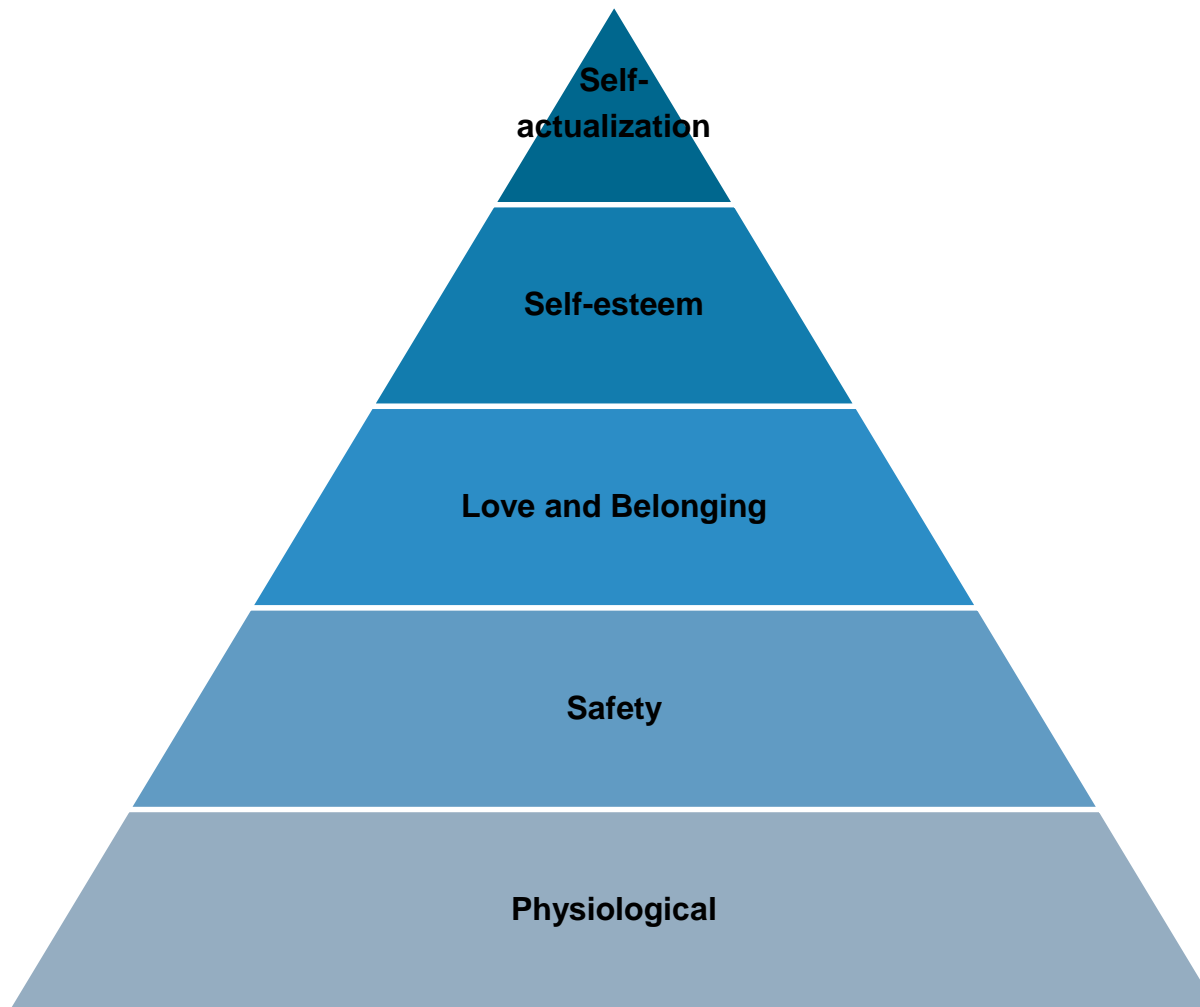 Self-
actualization
Self-esteem
Love and Belonging
Safety
Physiological